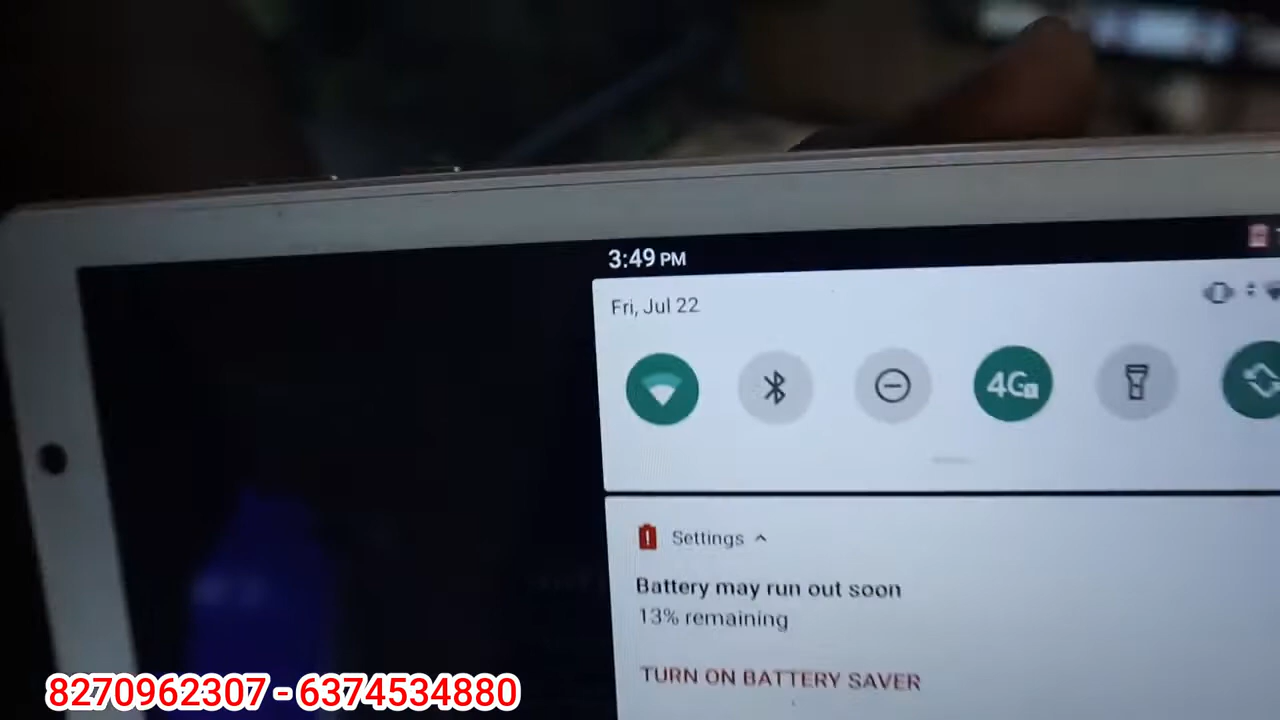 3:49 PM
Fri, Jul 22
4G
Settings
Battery may run out soon
13% remaining
TURN ON BATTERY SAVER
8270962307 - 6374534880